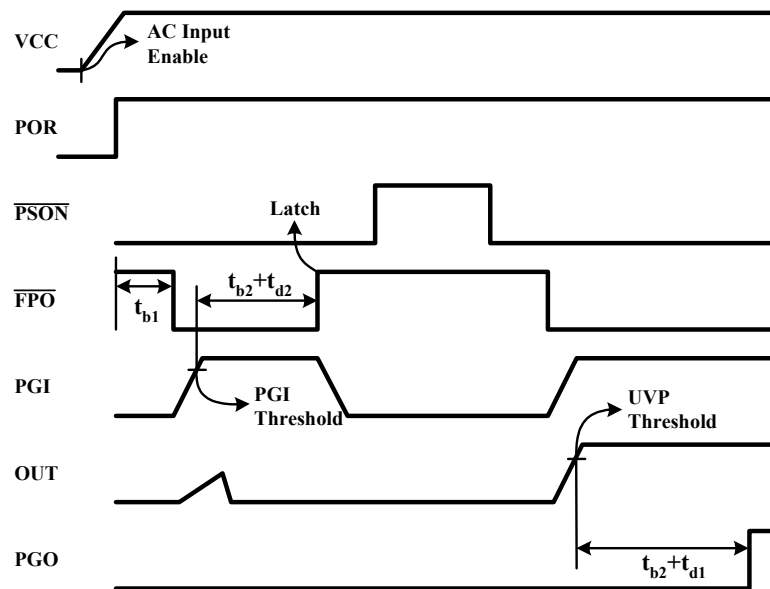 VCC
AC Input
Enable
POR
PSON
Latch
FPO
tb1
tb2+td2
PGI
PGI
Threshold
UVP
Threshold
OUT
PGO
tb2+td1